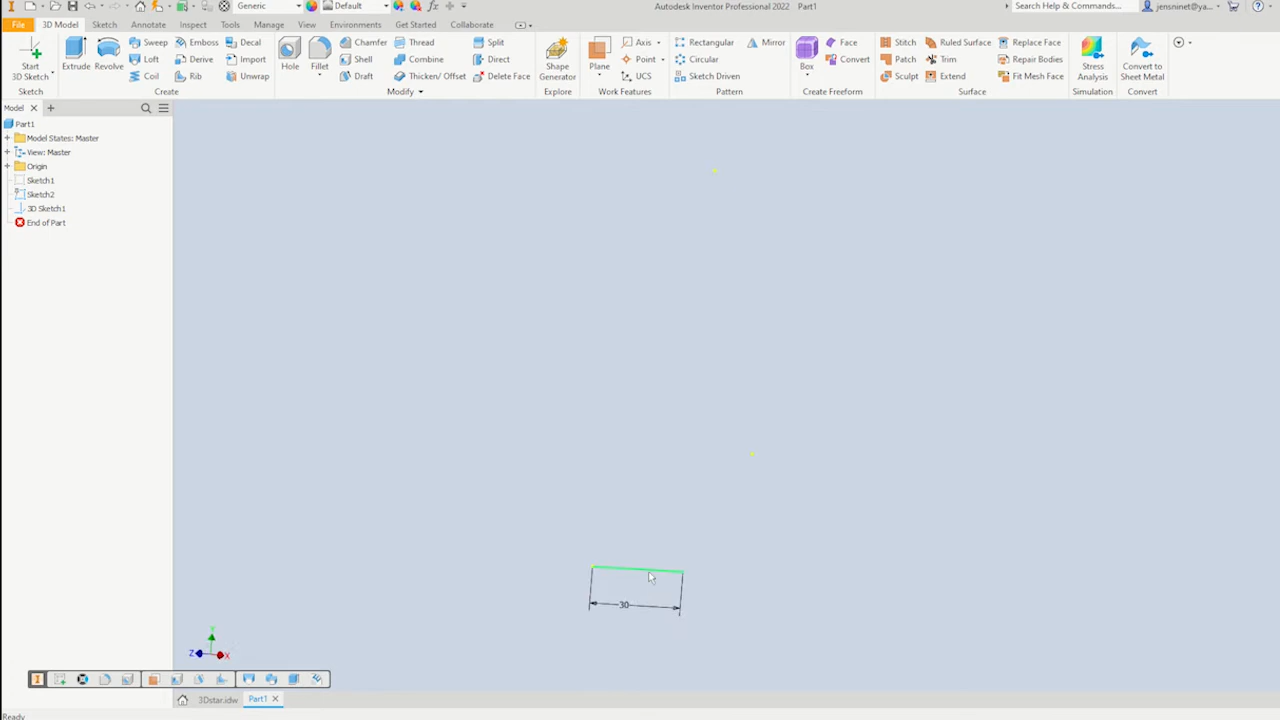 Generic Default Autodesk Inventor Professional 2022 Part1 Search Help & Commands... jensninet@ya...
File 3D Model Sketch Annotate Inspect Tools Manage View Environments Get Started Collaborate
Start 3D Sketch Extrude Revolve Sweep Emboss Decal Loft Derive Import Coil Rib Unwrap
Hole Fillet Chamfer Thread Split Shell Combine Direct Draft Thicken/ Offset Delete Face
Shape Generator Plane Axis Point UCS Rectangular Mirror Circular Sketch Driven
Box Face Convert Stitch Ruled Surface Replace Face Patch Trim Repair Bodies Sculpt Extend Fit Mesh Face
Stress Analysis Convert to Sheet Metal
Sketch Create Modify Explore Work Features Pattern Create Freeform Surface Simulation Convert
Model
Part1
Model States: Master
View: Master
Origin
Sketch1
Sketch2
3D Sketch1
End of Part
30
Y
Z X
3Dstar.idw Part1
Ready